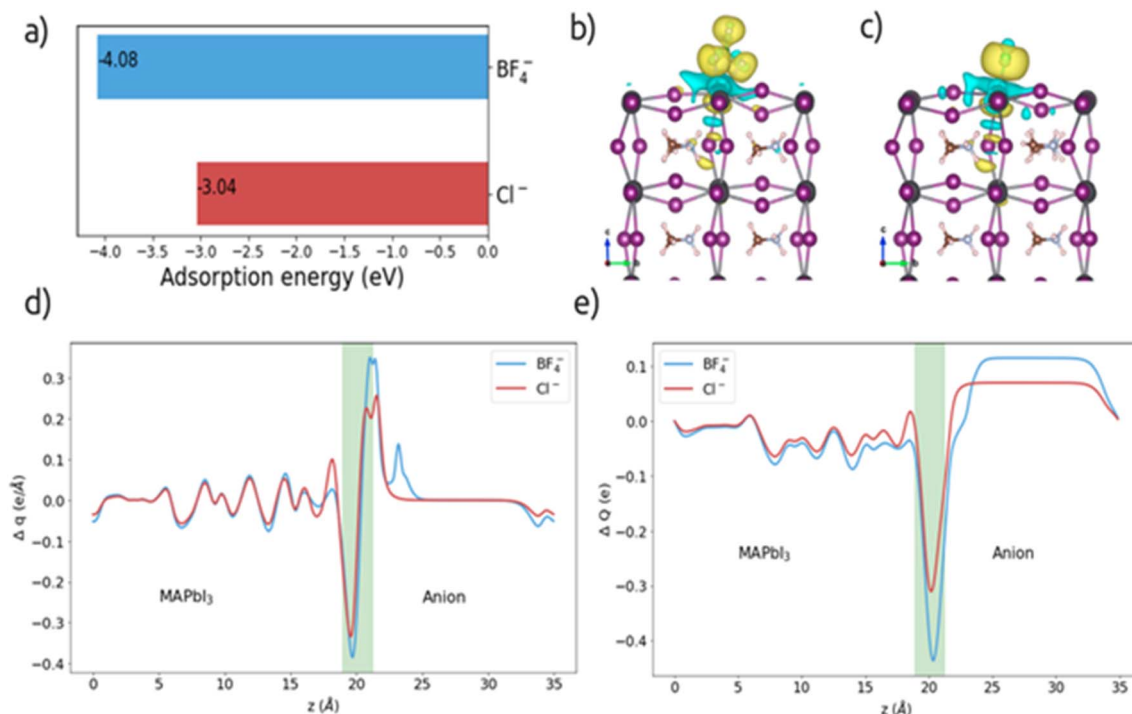 a)
-4.08
BF₄⁻
-3.04
Cl⁻
−4.0 −3.5 −3.0 −2.5 −2.0 −1.5 −1.0 −0.5 0.0
Adsorption energy (eV)
b)
c
c)
c
d)
BF₄⁻
Cl⁻
0.3
0.2
0.1
0.0
−0.1
−0.2
−0.3
−0.4
Δ q (e/Å)
MAPbI₃
Anion
0 5 10 15 20 25 30 35
z (Å)
e)
BF₄⁻
Cl⁻
0.1
0.0
−0.1
−0.2
−0.3
−0.4
Δ Q (e)
MAPbI₃
Anion
0 5 10 15 20 25 30 35
z (Å)